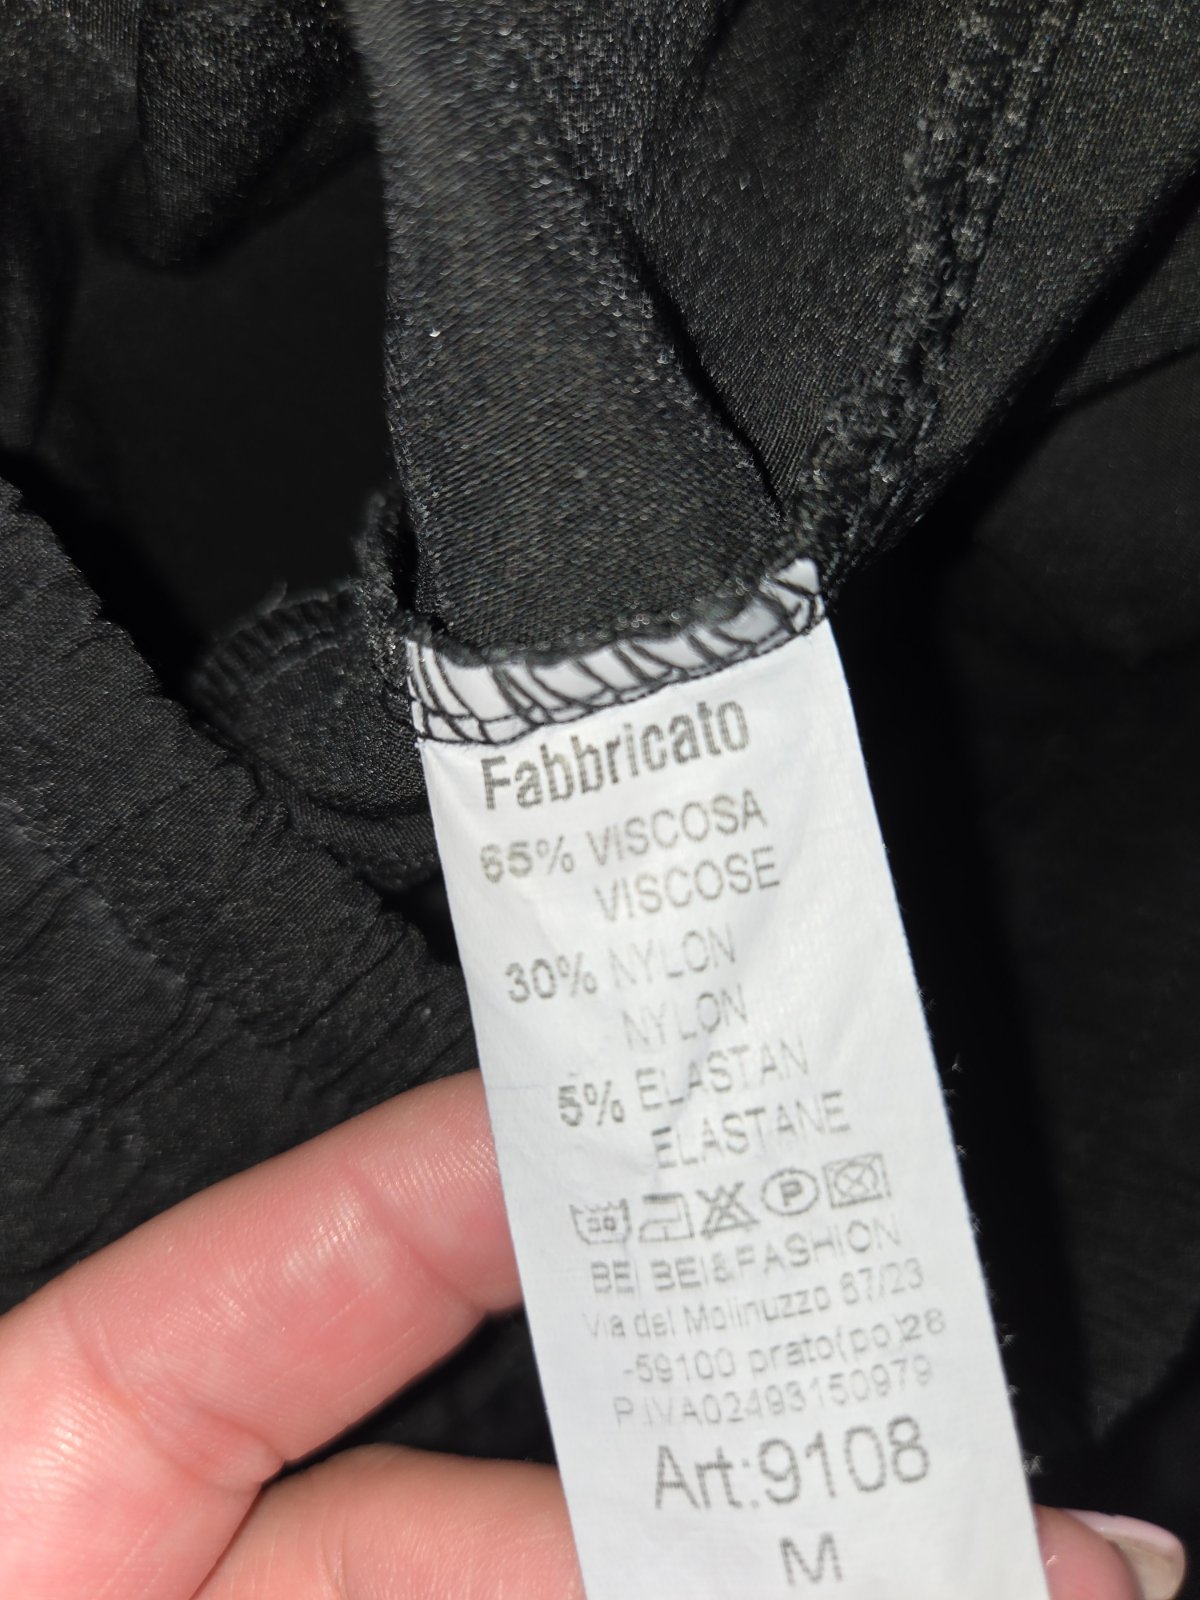 Fabbricato
65% VISCOSA
VISCOSE
30% NYLON
NYLON
5% ELASTAN
ELASTANE
30 P
BEI BEI&FASHION
Via del Molinuzzo 67/23
-59100 prato(po)28
P.IVA02493150979
Art:9108
M